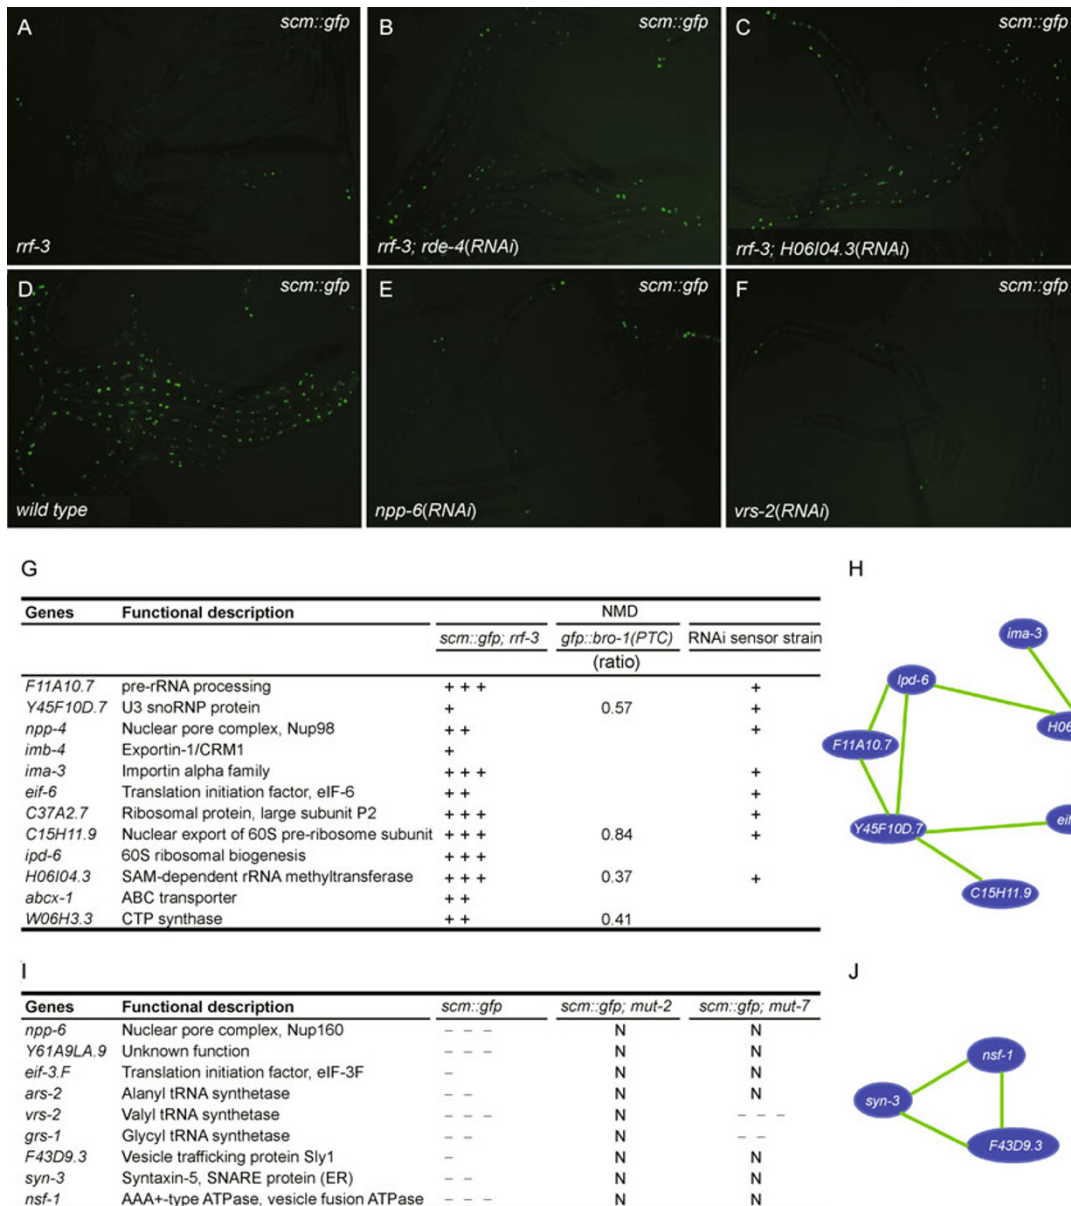 A scm::gfp
rrf-3
B scm::gfp
rrf-3; rde-4(RNAi)
C scm::gfp
rrf-3; H06I04.3(RNAi)
D scm::gfp
wild type
E scm::gfp
npp-6(RNAi)
F scm::gfp
vrs-2(RNAi)
G
Genes Functional description NMD
scm::gfp; rrf-3 gfp::bro-1(PTC) RNAi sensor strain
(ratio)
F11A10.7 pre-rRNA processing + + + +
Y45F10D.7 U3 snoRNP protein + 0.57 +
npp-4 Nuclear pore complex, Nup98 + + +
imb-4 Exportin-1/CRM1 +
ima-3 Importin alpha family + + + +
eif-6 Translation initiation factor, eIF-6 + + +
C37A2.7 Ribosomal protein, large subunit P2 + + + +
C15H11.9 Nuclear export of 60S pre-ribosome subunit + + + 0.84 +
ipd-6 60S ribosomal biogenesis + + +
H06I04.3 SAM-dependent rRNA methyltransferase + + + 0.37 +
abcx-1 ABC transporter + +
W06H3.3 CTP synthase + + 0.41
H
ima-3
lpd-6
H06
F11A10.7
Y45F10D.7
eif
C15H11.9
I
Genes Functional description scm::gfp scm::gfp; mut-2 scm::gfp; mut-7
npp-6 Nuclear pore complex, Nup160 – – – N N
Y61A9LA.9 Unknown function – – – N N
eif-3.F Translation initiation factor, eIF-3F – N N
ars-2 Alanyl tRNA synthetase – – N N
vrs-2 Valyl tRNA synthetase – – – N – – –
grs-1 Glycyl tRNA synthetase – – N – –
F43D9.3 Vesicle trafficking protein Sly1 – N N
syn-3 Syntaxin-5, SNARE protein (ER) – – N N
nsf-1 AAA+-type ATPase, vesicle fusion ATPase – – – N N
J
nsf-1
syn-3
F43D9.3